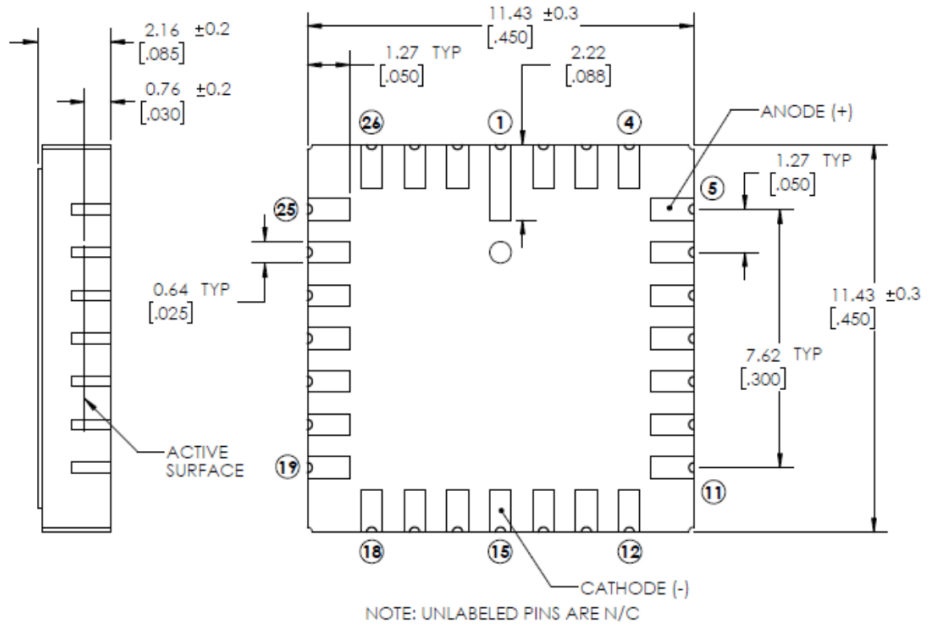 2.16 ±0.2
[.085]
0.76 ±0.2
[.030]
11.43 ±0.3
[.450]
1.27 TYP
[.050]
2.22
[.088]
26
1
4
ANODE (+)
1.27 TYP
[.050]
5
25
0.64 TYP
[.025]
11.43 ±0.3
[.450]
7.62 TYP
[.300]
ACTIVE
SURFACE
19
11
18
15
12
CATHODE (-)
NOTE: UNLABELED PINS ARE N/C